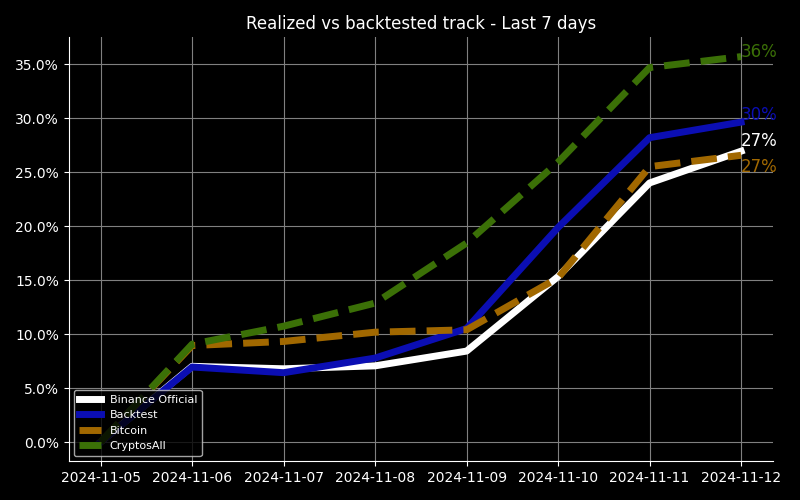 Realized vs backtested track - Last 7 days
35.0%
30.0%
25.0%
20.0%
15.0%
10.0%
5.0%
0.0%
36%
30%
27%
27%
Binance Official
Backtest
Bitcoin
CryptosAll
2024-11-05 2024-11-06 2024-11-07 2024-11-08 2024-11-09 2024-11-10 2024-11-11 2024-11-12